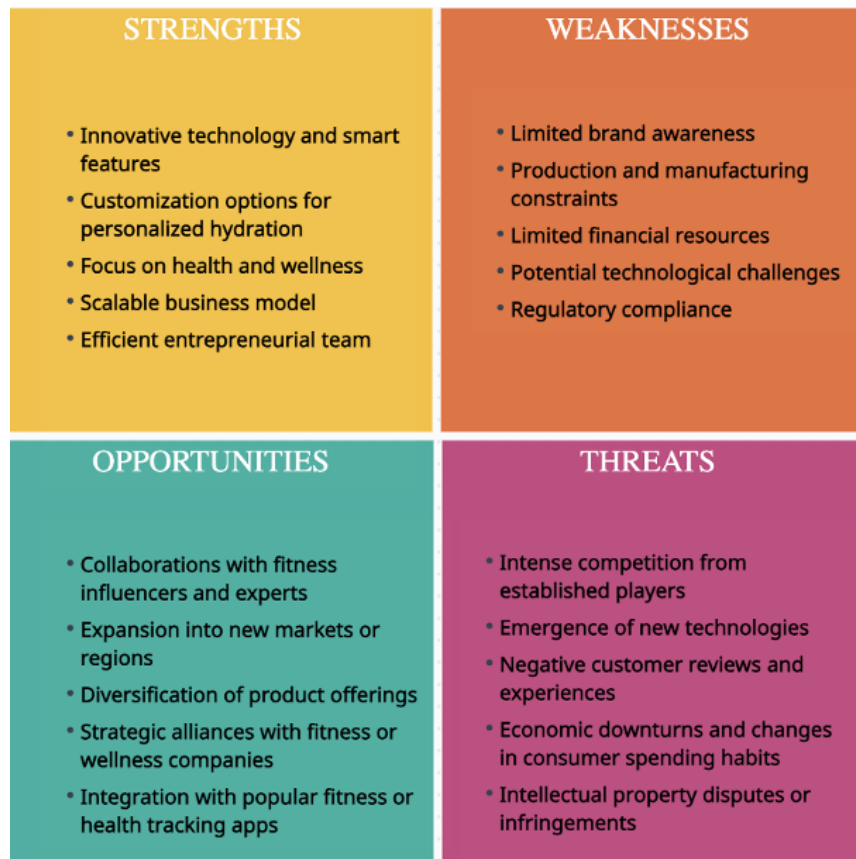 STRENGTHS
• Innovative technology and smart
features
• Customization options for
personalized hydration
• Focus on health and wellness
• Scalable business model
• Efficient entrepreneurial team
WEAKNESSES
• Limited brand awareness
• Production and manufacturing
constraints
• Limited financial resources
• Potential technological challenges
• Regulatory compliance
OPPORTUNITIES
• Collaborations with fitness
influencers and experts
• Expansion into new markets or
regions
• Diversification of product offerings
• Strategic alliances with fitness or
wellness companies
• Integration with popular fitness or
health tracking apps
THREATS
• Intense competition from
established players
• Emergence of new technologies
• Negative customer reviews and
experiences
• Economic downturns and changes
in consumer spending habits
• Intellectual property disputes or
infringements